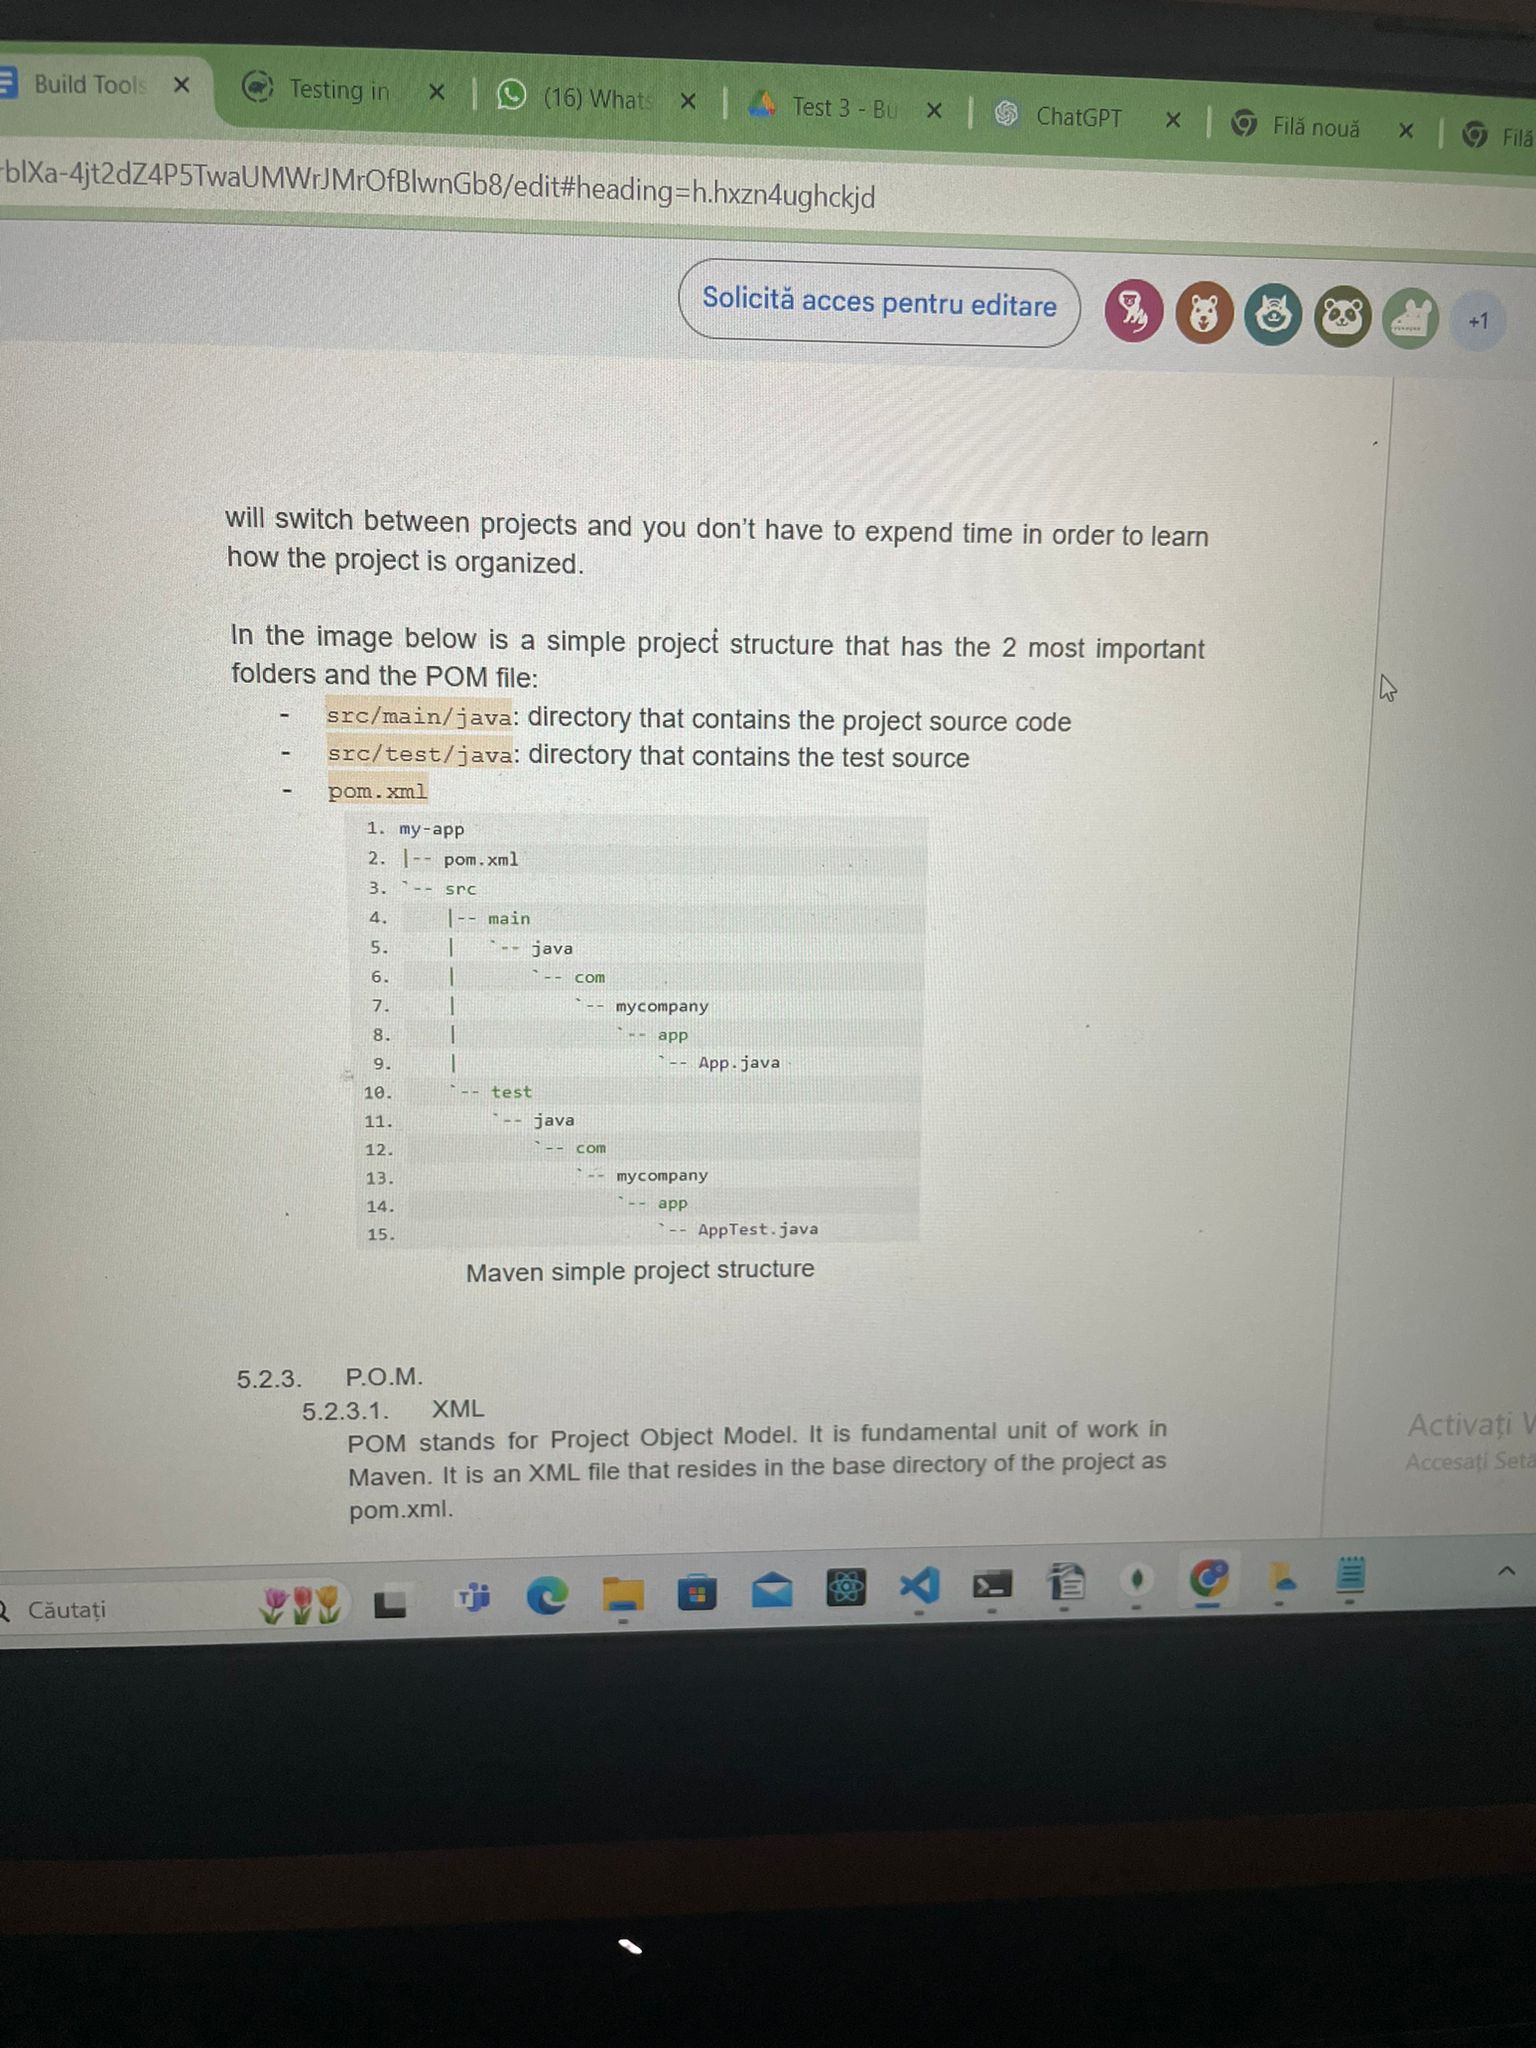 Build Tools
Testing in
(16) Whats
Test 3 - Bu
ChatGPT
Filă nouă
Filă
rblXa-4jt2dZ4P5TwaUMWrJMrOfBlwnGb8/edit#heading=h.hxzn4ughckjd
Solicită acces pentru editare
+1
will switch between projects and you don't have to expend time in order to learn
how the project is organized.
In the image below is a simple project structure that has the 2 most important
folders and the POM file:
- src/main/java: directory that contains the project source code
- src/test/java: directory that contains the test source
- pom.xml
1. my-app
2. |-- pom.xml
3. `-- src
4.     |-- main
5.     |   `-- java
6.     |       `-- com
7.     |           `-- mycompany
8.     |               `-- app
9.     |                   `-- App.java
10.     `-- test
11.         `-- java
12.             `-- com
13.                 `-- mycompany
14.                     `-- app
15.                         `-- AppTest.java
Maven simple project structure
5.2.3. P.O.M.
5.2.3.1. XML
POM stands for Project Object Model. It is fundamental unit of work in
Maven. It is an XML file that resides in the base directory of the project as
pom.xml.
Activați
Accesați Setă
Căutați